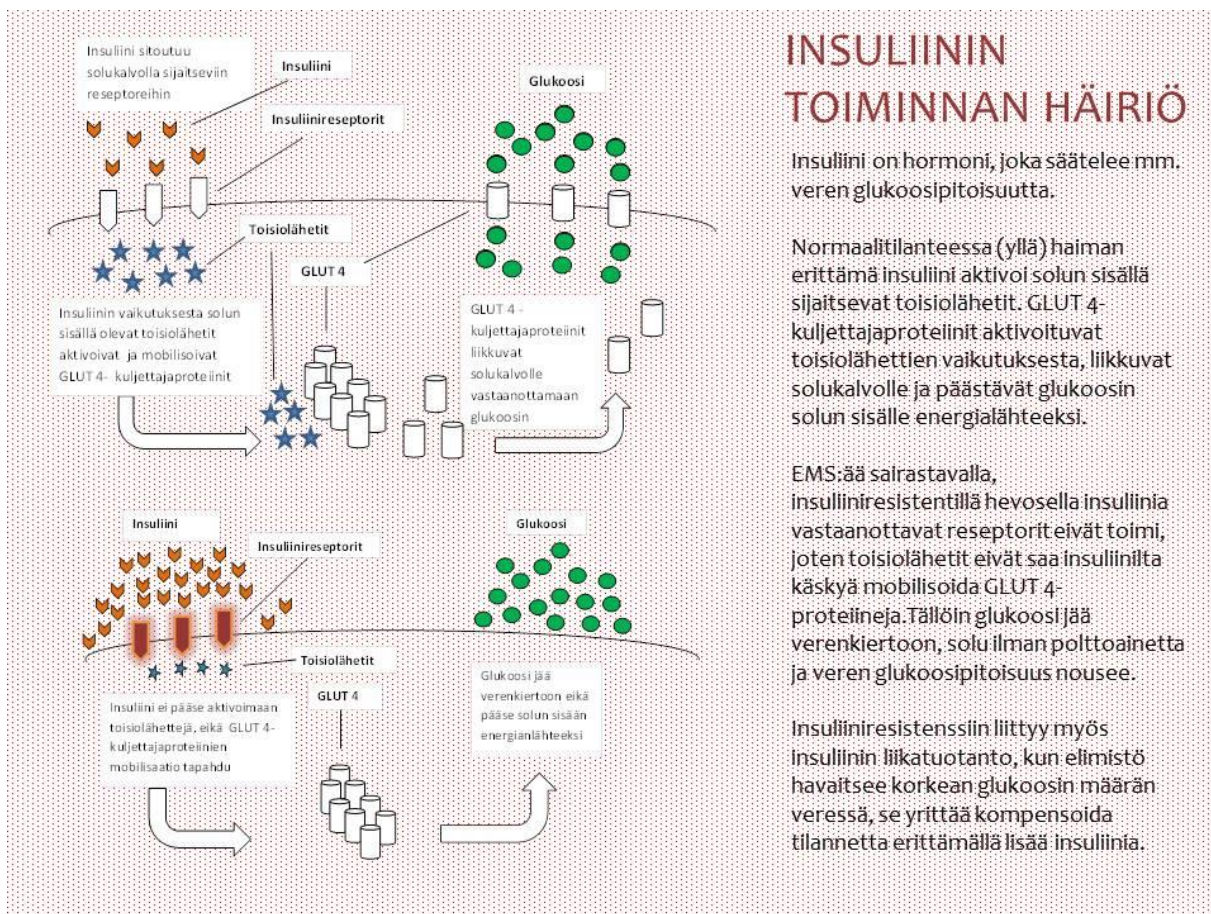 Insuliini sitoutuu
solukalvolla sijaitseviin
reseptoreihin
Insuliini
Insuliinireseptorit
Glukoosi
Toisiolähetit
GLUT 4
Insuliinin vaikutuksesta solun
sisällä olevat toisiolähetit
aktivoivat ja mobilisoivat
GLUT 4- kuljettajaproteiinit
GLUT 4 -
kuljettajaproteiinit
liikkuvat
solukalvolle
vastaanottamaan
glukoosin
Insuliini
Insuliinireseptorit
Glukoosi
Toisiolähetit
GLUT 4
Insuliini ei pääse aktivoimaan
toisiolähettejä, eikä GLUT 4-
kuljettajaproteiinien
mobilisaatio tapahdu
Glukoosi jää
verenkiertoon eikä
pääse solun sisään
energianlähteeksi
INSULIININ
TOIMINNAN HÄIRIÖ
Insuliini on hormoni, joka säätelee mm.
veren glukoosipitoisuutta.
Normaalitilanteessa (yllä) haiman
erittämä insuliini aktivoi solun sisällä
sijaitsevat toisiolähetit. GLUT 4-
kuljettajaproteiinit aktivoituvat
toisiolähettien vaikutuksesta, liikkuvat
solukalvolle ja päästävät glukoosin
solun sisälle energialähteeksi.
EMS:ää sairastavalla,
insuliiniresistentillä hevosella insuliinia
vastaanottavat reseptorit eivät toimi,
joten toisiolähetit eivät saa insuliinilta
käskyä mobilisoida GLUT 4-
proteiineja.Tällöin glukoosi jää
verenkiertoon, solu ilman polttoainetta
ja veren glukoosipitoisuus nousee.
Insuliiniresistenssiin liittyy myös
insuliinin liikatuotanto, kun elimistö
havaitsee korkean glukoosin määrän
veressä, se yrittää kompensoida
tilannetta erittämällä lisää insuliinia.